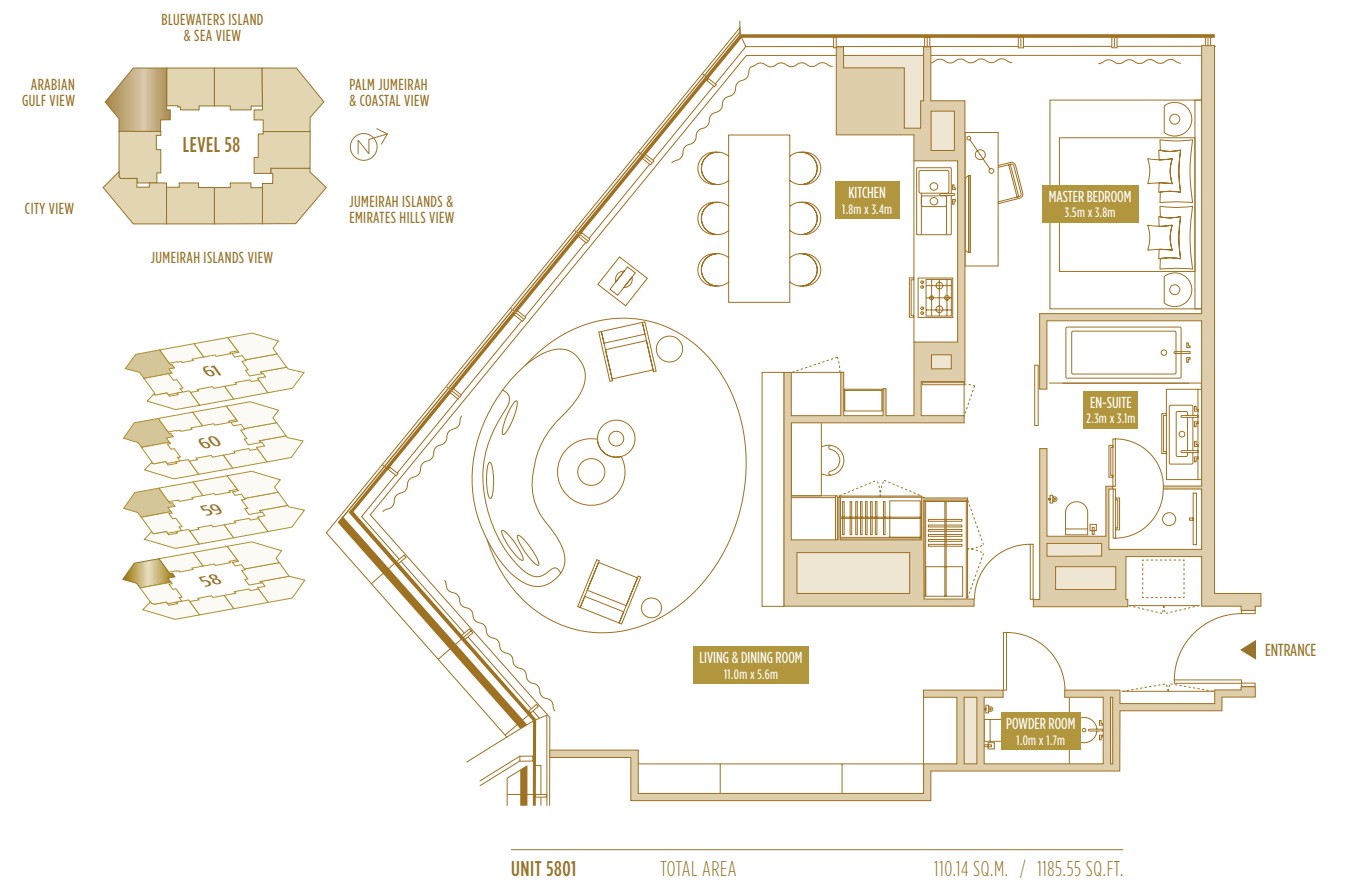 BLUEWATERS ISLAND
& SEA VIEW
ARABIAN
GULF VIEW
PALM JUMEIRAH
& COASTAL VIEW
LEVEL 58
N
CITY VIEW
JUMEIRAH ISLANDS &
EMIRATES HILLS VIEW
JUMEIRAH ISLANDS VIEW
61
60
59
58
KITCHEN
1.8m x 3.4m
MASTER BEDROOM
3.5m x 3.8m
EN-SUITE
2.3m x 3.1m
LIVING & DINING ROOM
11.0m x 5.6m
ENTRANCE
POWDER ROOM
1.0m x 1.7m
UNIT 5801 TOTAL AREA 110.14 SQ.M. / 1185.55 SQ.FT.